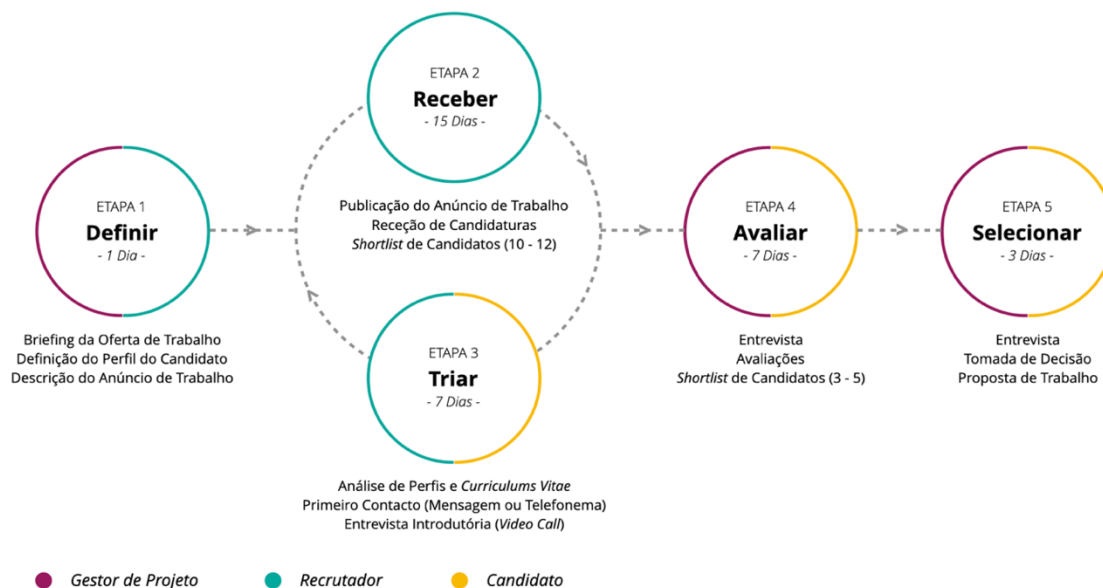 ETAPA 1
Definir
- 1 Dia -
Briefing da Oferta de Trabalho
Definição do Perfil do Candidato
Descrição do Anúncio de Trabalho
ETAPA 2
Receber
- 15 Dias -
Publicação do Anúncio de Trabalho
Receção de Candidaturas
Shortlist de Candidatos (10 - 12)
ETAPA 3
Triar
- 7 Dias -
Análise de Perfis e Curriculums Vitae
Primeiro Contacto (Mensagem ou Telefonema)
Entrevista Introdutória (Video Call)
ETAPA 4
Avaliar
- 7 Dias -
Entrevista
Avaliações
Shortlist de Candidatos (3 - 5)
ETAPA 5
Selecionar
- 3 Dias -
Entrevista
Tomada de Decisão
Proposta de Trabalho
Gestor de Projeto
Recrutador
Candidato